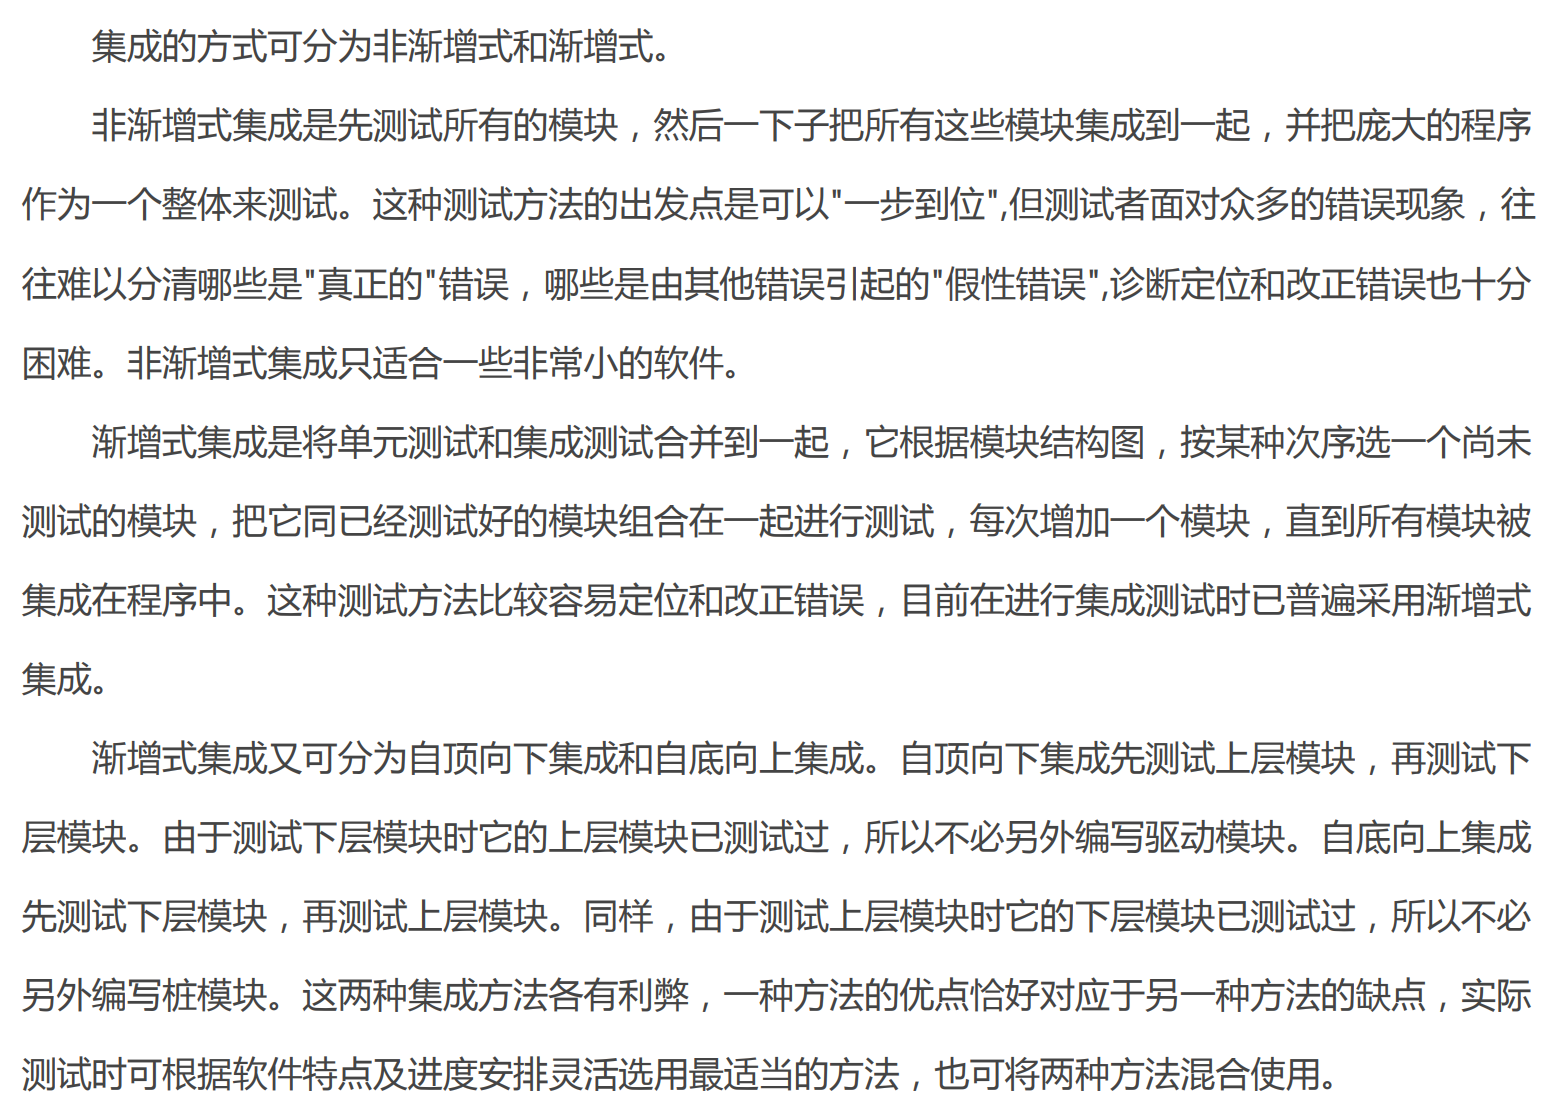 集成的方式可分为非渐增式和渐增式。
非渐增式集成是先测试所有的模块，然后一下子把所有这些模块集成到一起，并把庞大的程序
作为一个整体来测试。这种测试方法的出发点是可以"一步到位",但测试者面对众多的错误现象，往
往难以分清哪些是"真正的"错误，哪些是由其他错误引起的"假性错误",诊断定位和改正错误也十分
困难。非渐增式集成只适合一些非常小的软件。
渐增式集成是将单元测试和集成测试合并到一起，它根据模块结构图，按某种次序选一个尚未
测试的模块，把它同已经测试好的模块组合在一起进行测试，每次增加一个模块，直到所有模块被
集成在程序中。这种测试方法比较容易定位和改正错误，目前在进行集成测试时已普遍采用渐增式
集成。
渐增式集成又可分为自顶向下集成和自底向上集成。自顶向下集成先测试上层模块，再测试下
层模块。由于测试下层模块时它的上层模块已测试过，所以不必另外编写驱动模块。自底向上集成
先测试下层模块，再测试上层模块。同样，由于测试上层模块时它的下层模块已测试过，所以不必
另外编写桩模块。这两种集成方法各有利弊，一种方法的优点恰好对应于另一种方法的缺点，实际
测试时可根据软件特点及进度安排灵活选用最适当的方法，也可将两种方法混合使用。